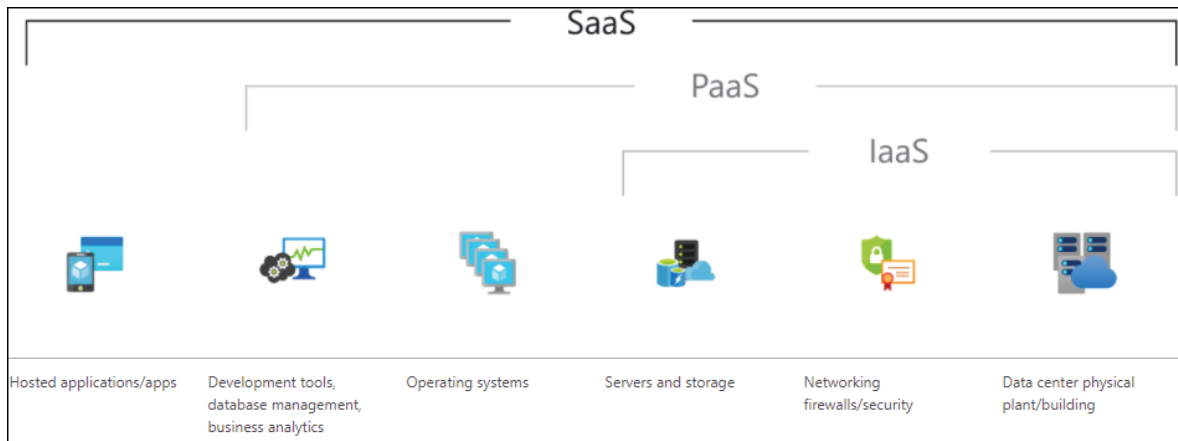 SaaS
PaaS
IaaS
Hosted applications/apps
Development tools,
database management,
business analytics
Operating systems
Servers and storage
Networking
firewalls/security
Data center physical
plant/building